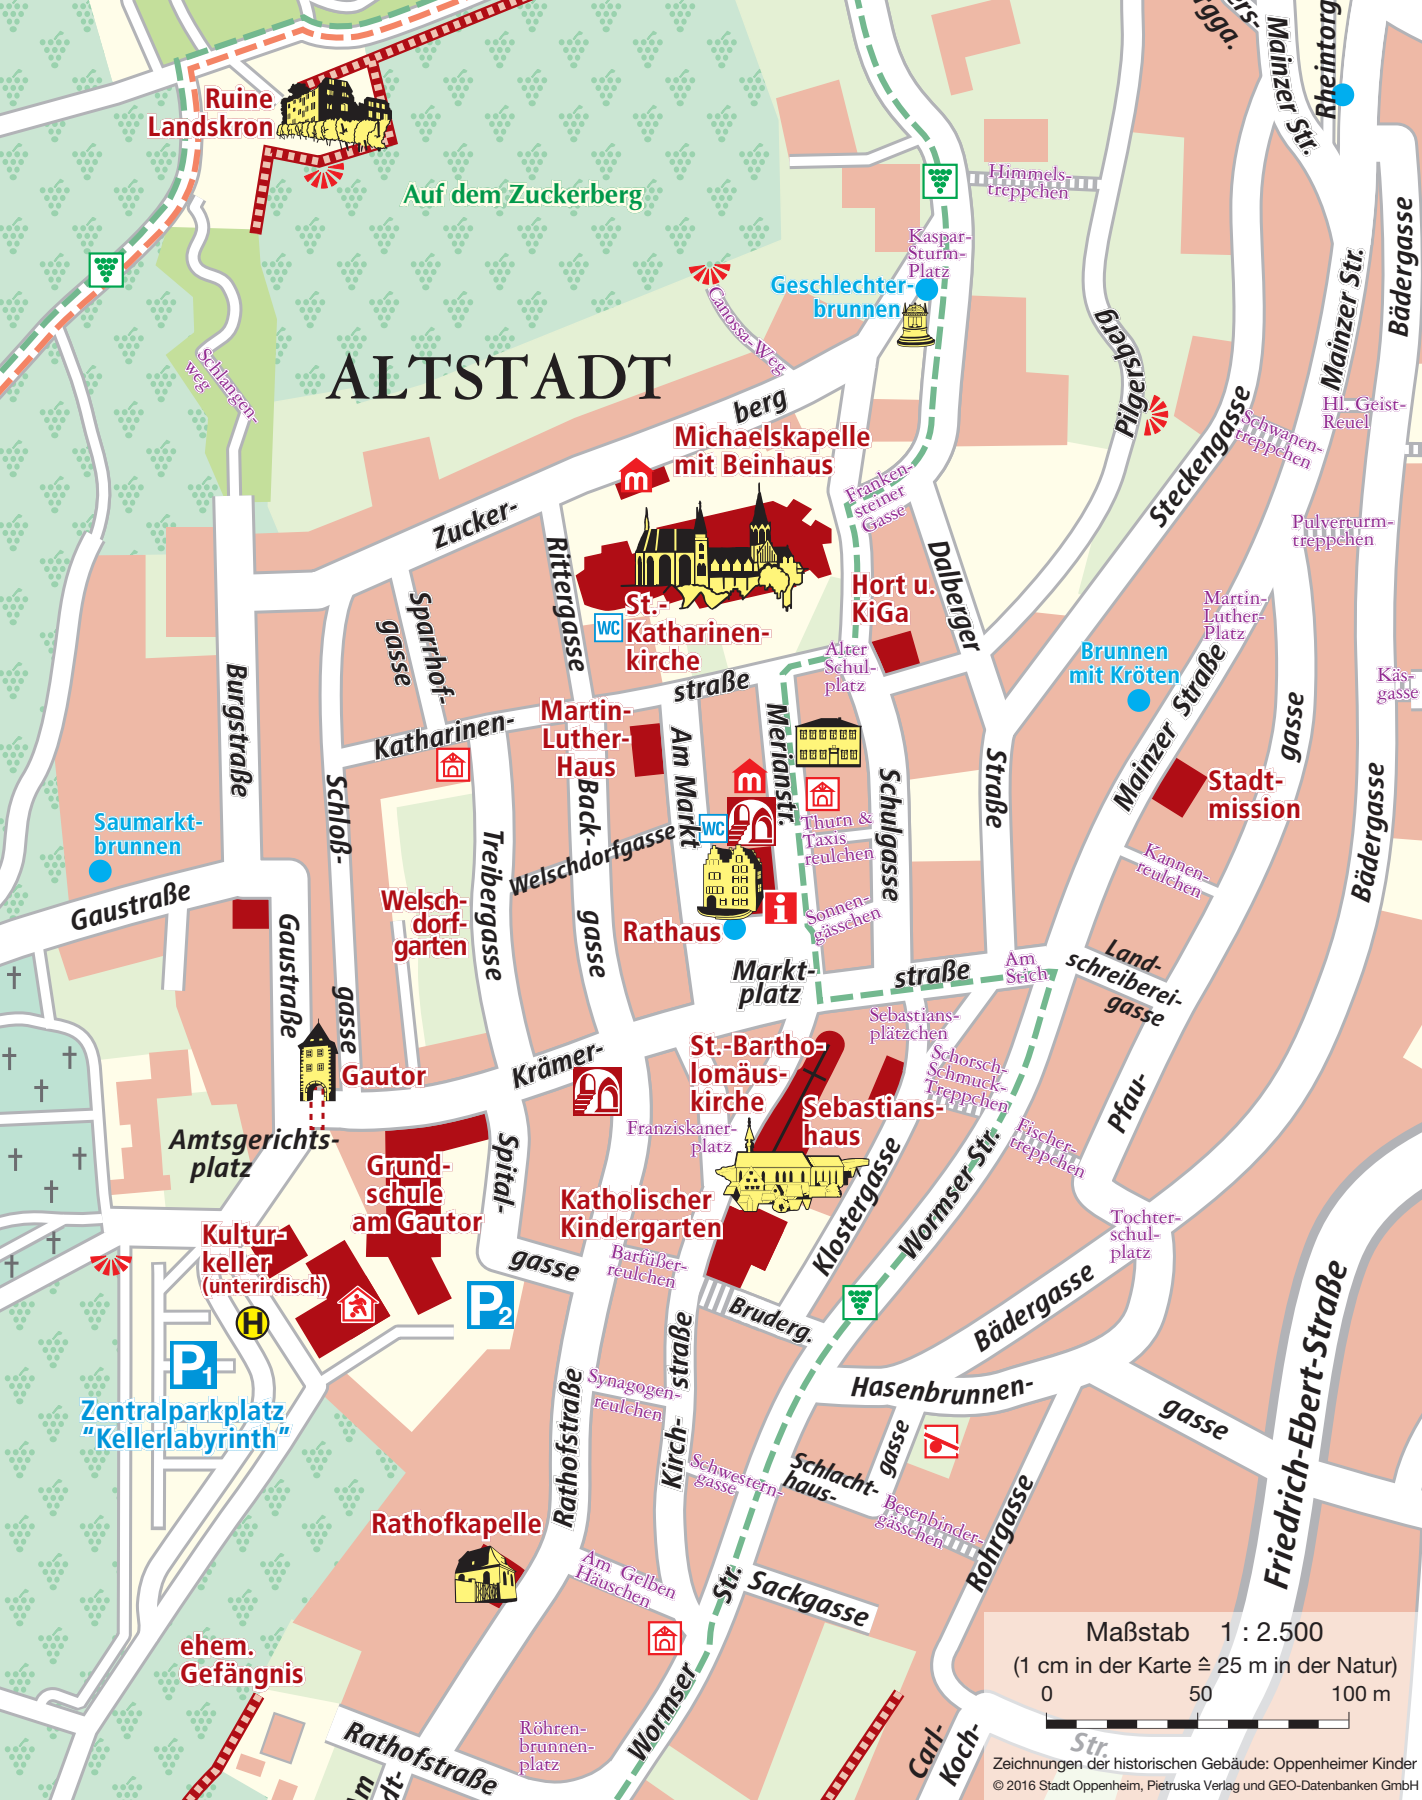 Mainzer Str.
Rheintorg
Ruine
Landskron
Auf dem Zuckerberg
Himmels-
treppchen
Kaspar-
Sturm-
Platz
Geschlechter-
brunnen
Canossa-Weg
Bädergasse
Mainzer Str.
Pilgersberg
Schlangen-
weg
ALTSTADT
berg
Hl. Geist-
Reuel
Schwanen-
treppchen
Steckengasse
Michaelskapelle
mit Beinhaus
m
Franken-
steiner
Gasse
Zucker-
Pulverturm-
treppchen
Rittergasse
Dalberger
Hort u.
KiGa
Sparrhof-
gasse
WC
St.-
Katharinen-
kirche
Martin-
Luther-
Platz
Alter
Schul-
platz
Brunnen
mit Kröten
Käs-
gasse
straße
Burgstraße
Katharinen-
Martin-
Luther-
Haus
Am Markt
Merianstr.
Mainzer Straße
gasse
Straße
Stadt-
mission
Schloß-
Back-
m
Schulgasse
Bädergasse
Saumarkt-
brunnen
WC
Thurn &
Taxis
reulchen
Treibergasse
Welschdorfgasse
Kannen-
reulchen
Gaustraße
Welsch-
dorf-
garten
Rathaus
i
Sonnen-
gässchen
Gaustraße
gasse
gasse
Markt-
platz
straße
Am
Stich
Land-
schreiberei-
gasse
Sebastians-
plätzchen
Krämer-
St.-Bartho-
lomäus-
kirche
Schorsch-
Schmuck-
Treppchen
Gautor
Pfau-
Sebastians-
haus
Franziskaner-
platz
Fischer-
treppchen
Amtsgerichts-
platz
Spital-
Grund-
schule
am Gautor
Klostergasse
Wormser Str.
Katholischer
Kindergarten
Kultur-
keller
(unterirdisch)
Tochter-
schul-
platz
gasse
Barfüßer-
reulchen
H
P2
Bruderg.
Bädergasse
Friedrich-Ebert-Straße
P1
straße
Zentralparkplatz
“Kellerlabyrinth”
Synagogen-
reulchen
Hasenbrunnen-
gasse
Rathofstraße
Kirch-
Schwestern-
gasse
Schlacht-
haus-
gasse
Besenbinder-
gässchen
Rohrgasse
Rathofkapelle
Am Gelben
Häuschen
Str.
Sackgasse
ehem.
Gefängnis
Maßstab 1 : 2.500
(1 cm in der Karte ≙ 25 m in der Natur)
0 50 100 m
Wormser
Rathofstraße
Röhren-
brunnen-
platz
Carl-
Koch-
Str.
Zeichnungen der historischen Gebäude: Oppenheimer Kinder
© 2016 Stadt Oppenheim, Pietruska Verlag und GEO-Datenbanken GmbH